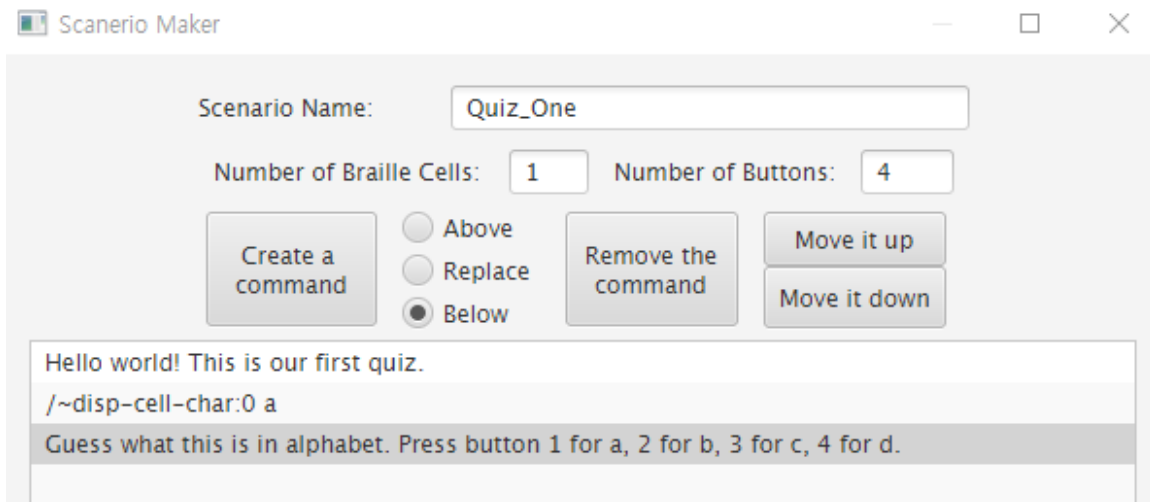 Scanerio Maker
Scenario Name: Quiz_One
Number of Braille Cells: 1 Number of Buttons: 4
Create a command
Above
Replace
Below
Remove the command
Move it up
Move it down
Hello world! This is our first quiz.
/~disp-cell-char:0 a
Guess what this is in alphabet. Press button 1 for a, 2 for b, 3 for c, 4 for d.